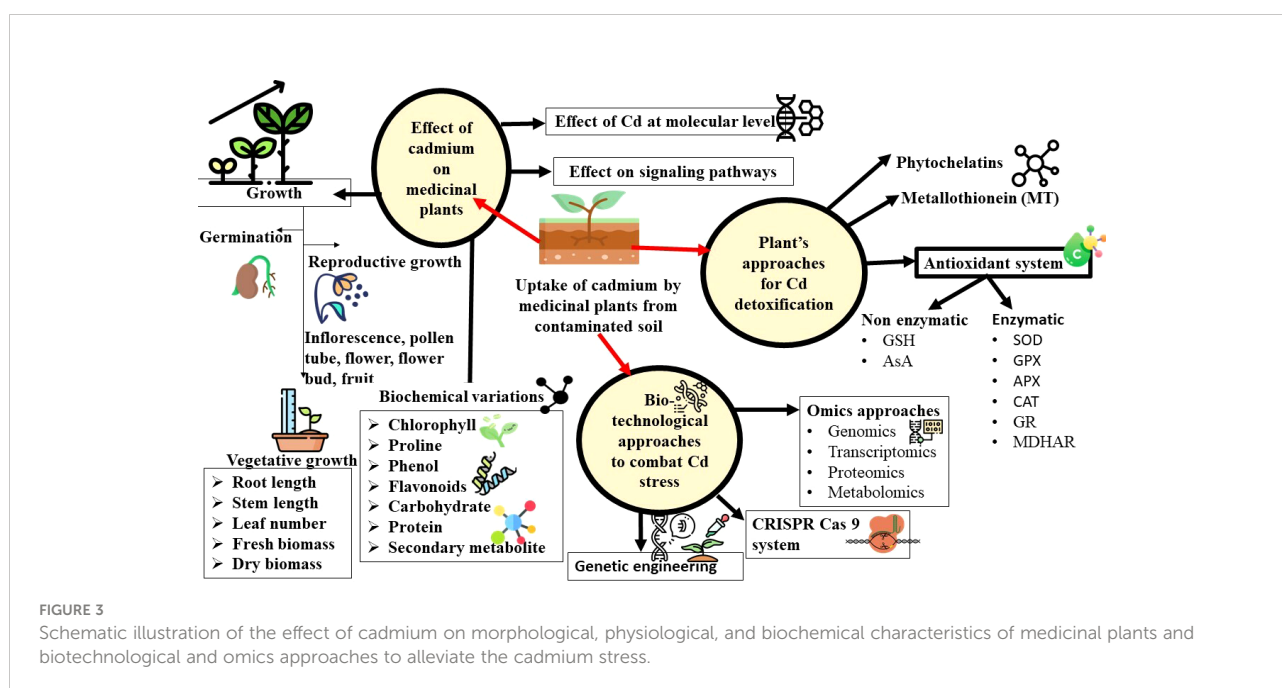 Effect of
cadmium
on
medicinal
plants
Effect of Cd at molecular level
Effect on signaling pathways
Growth
Germination
Reproductive growth
Inflorescence, pollen
tube, flower, flower
bud, fruit
Vegetative growth
➢ Root length
➢ Stem length
➢ Leaf number
➢ Fresh biomass
➢ Dry biomass
Biochemical variations
➢ Chlorophyll
➢ Proline
➢ Phenol
➢ Flavonoids
➢ Carbohydrate
➢ Protein
➢ Secondary metabolite
Uptake of cadmium by
medicinal plants from
contaminated soil
Plant's
approaches
for Cd
detoxification
Phytochelatins
Metallothionein (MT)
Antioxidant system
Non enzymatic
• GSH
• AsA
Enzymatic
• SOD
• GPX
• APX
• CAT
• GR
• MDHAR
Bio-
technological
approaches
to combat Cd
stress
Omics approaches
• Genomics
• Transcriptomics
• Proteomics
• Metabolomics
CRISPR Cas 9
system
Genetic engineering
FIGURE 3
Schematic illustration of the effect of cadmium on morphological, physiological, and biochemical characteristics of medicinal plants and
biotechnological and omics approaches to alleviate the cadmium stress.